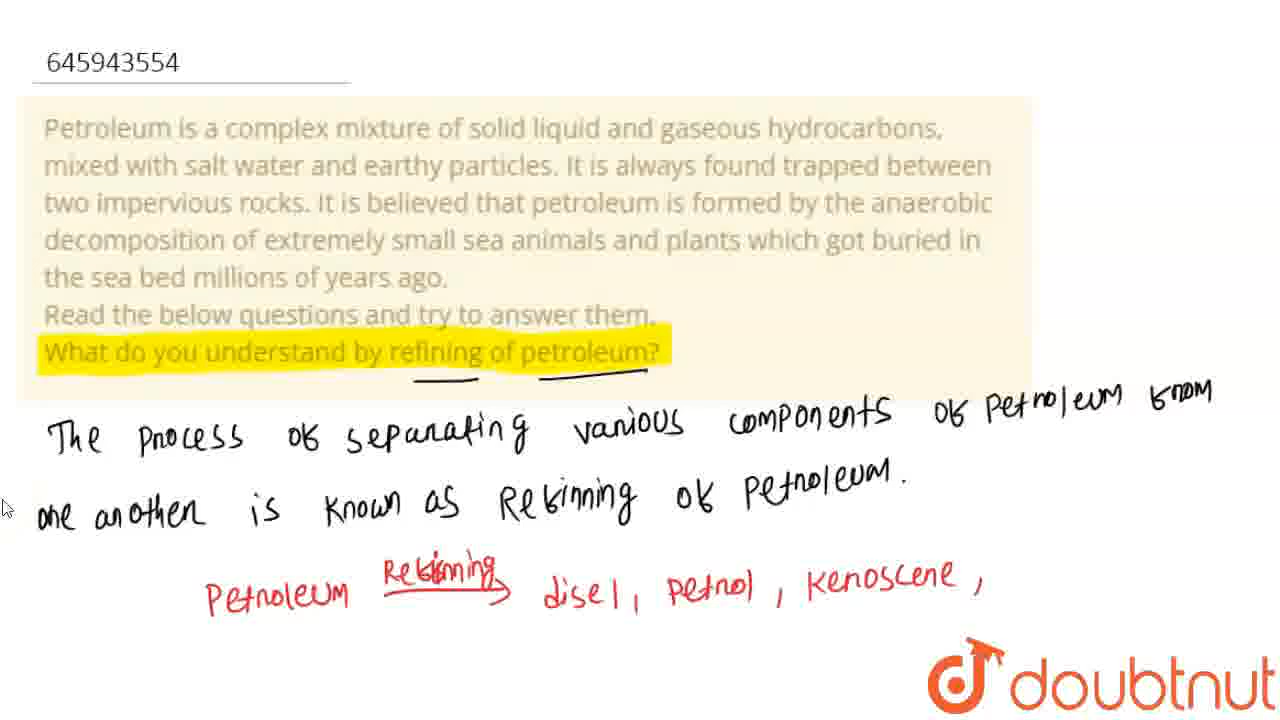 645943554
Petroleum is a complex mixture of solid liquid and gaseous hydrocarbons,
mixed with salt water and earthy particles. It is always found trapped between
two impervious rocks. It is believed that petroleum is formed by the anaerobic
decomposition of extremely small sea animals and plants which got buried in
the sea bed millions of years ago.
Read the below questions and try to answer them.
What do you understand by refining of petroleum?
The process of separating various components of petroleum from
one another is known as Refinning of petroleum.
Petroleum Refinning disel, petrol, kenoscene,
doubtnut